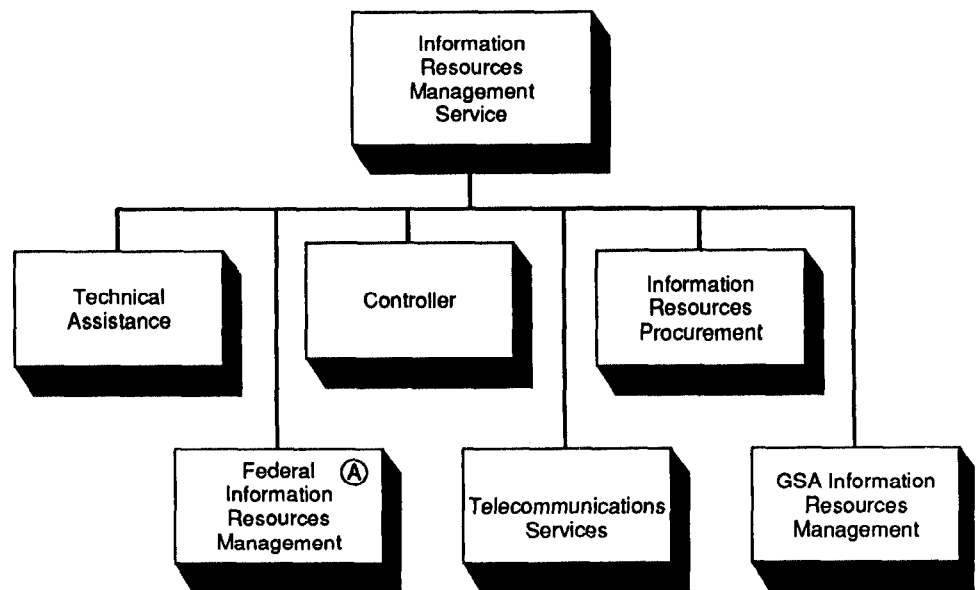 Information
Resources
Management
Service
Technical
Assistance
Controller
Information
Resources
Procurement
Federal Ⓐ
Information
Resources
Management
Telecommunications
Services
GSA Information
Resources
Management